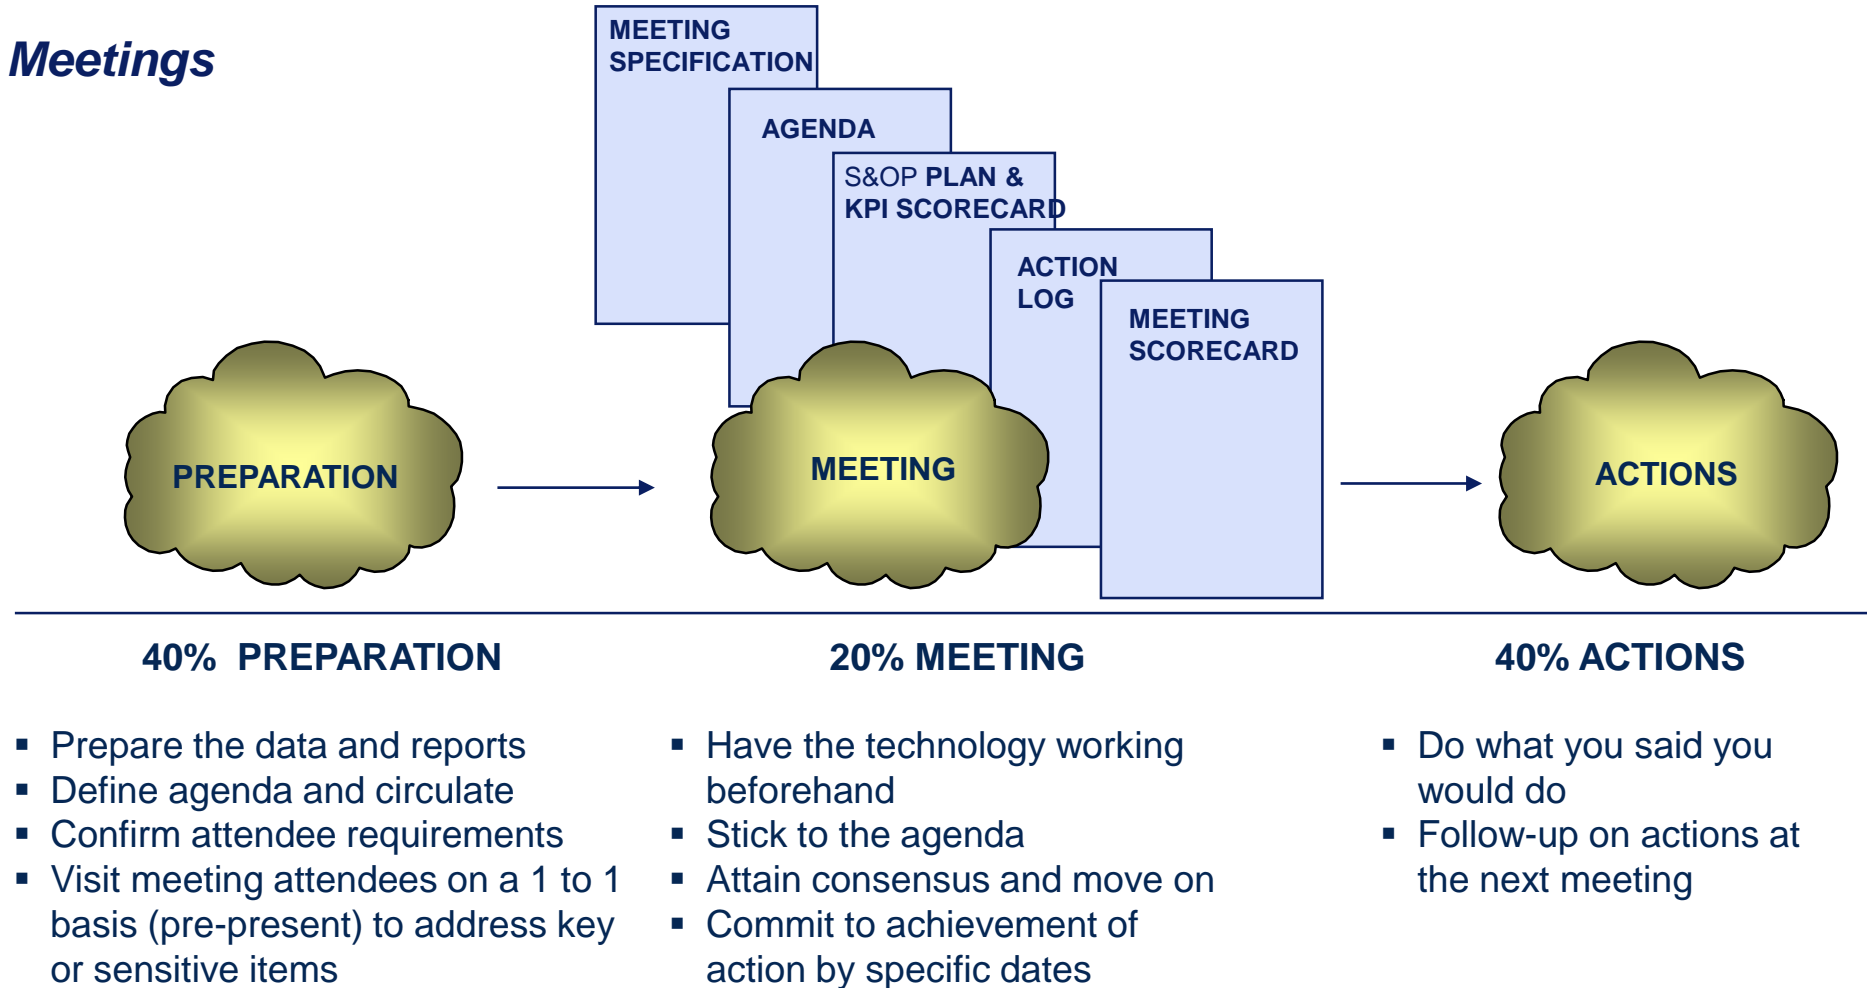 Meetings
MEETING
SPECIFICATION
AGENDA
S&OP PLAN &
KPI SCORECARD
ACTION
LOG
MEETING
SCORECARD
PREPARATION
MEETING
ACTIONS
40% PREPARATION
▪ Prepare the data and reports
▪ Define agenda and circulate
▪ Confirm attendee requirements
▪ Visit meeting attendees on a 1 to 1
basis (pre-present) to address key
or sensitive items
20% MEETING
▪ Have the technology working
beforehand
▪ Stick to the agenda
▪ Attain consensus and move on
▪ Commit to achievement of
action by specific dates
40% ACTIONS
▪ Do what you said you
would do
▪ Follow-up on actions at
the next meeting